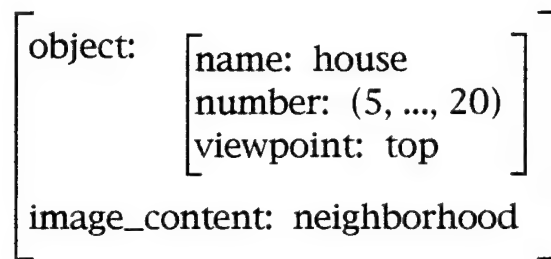 object:
name: house
number: (5, ..., 20)
viewpoint: top
image_content: neighborhood